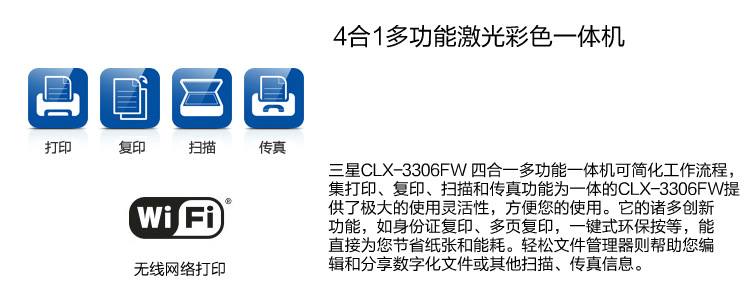 4合1多功能激光彩色一体机
打印 复印 扫描 传真
三星CLX-3306FW 四合一多功能一体机可简化工作流程，
集打印、复印、扫描和传真功能为一体的CLX-3306FW提
供了极大的使用灵活性，方便您的使用。它的诸多创新
功能，如身份证复印、多页复印，一键式环保按等，能
直接为您节省纸张和能耗。轻松文件管理器则帮助您编
辑和分享数字化文件或其他扫描、传真信息。
Wi Fi®
无线网络打印